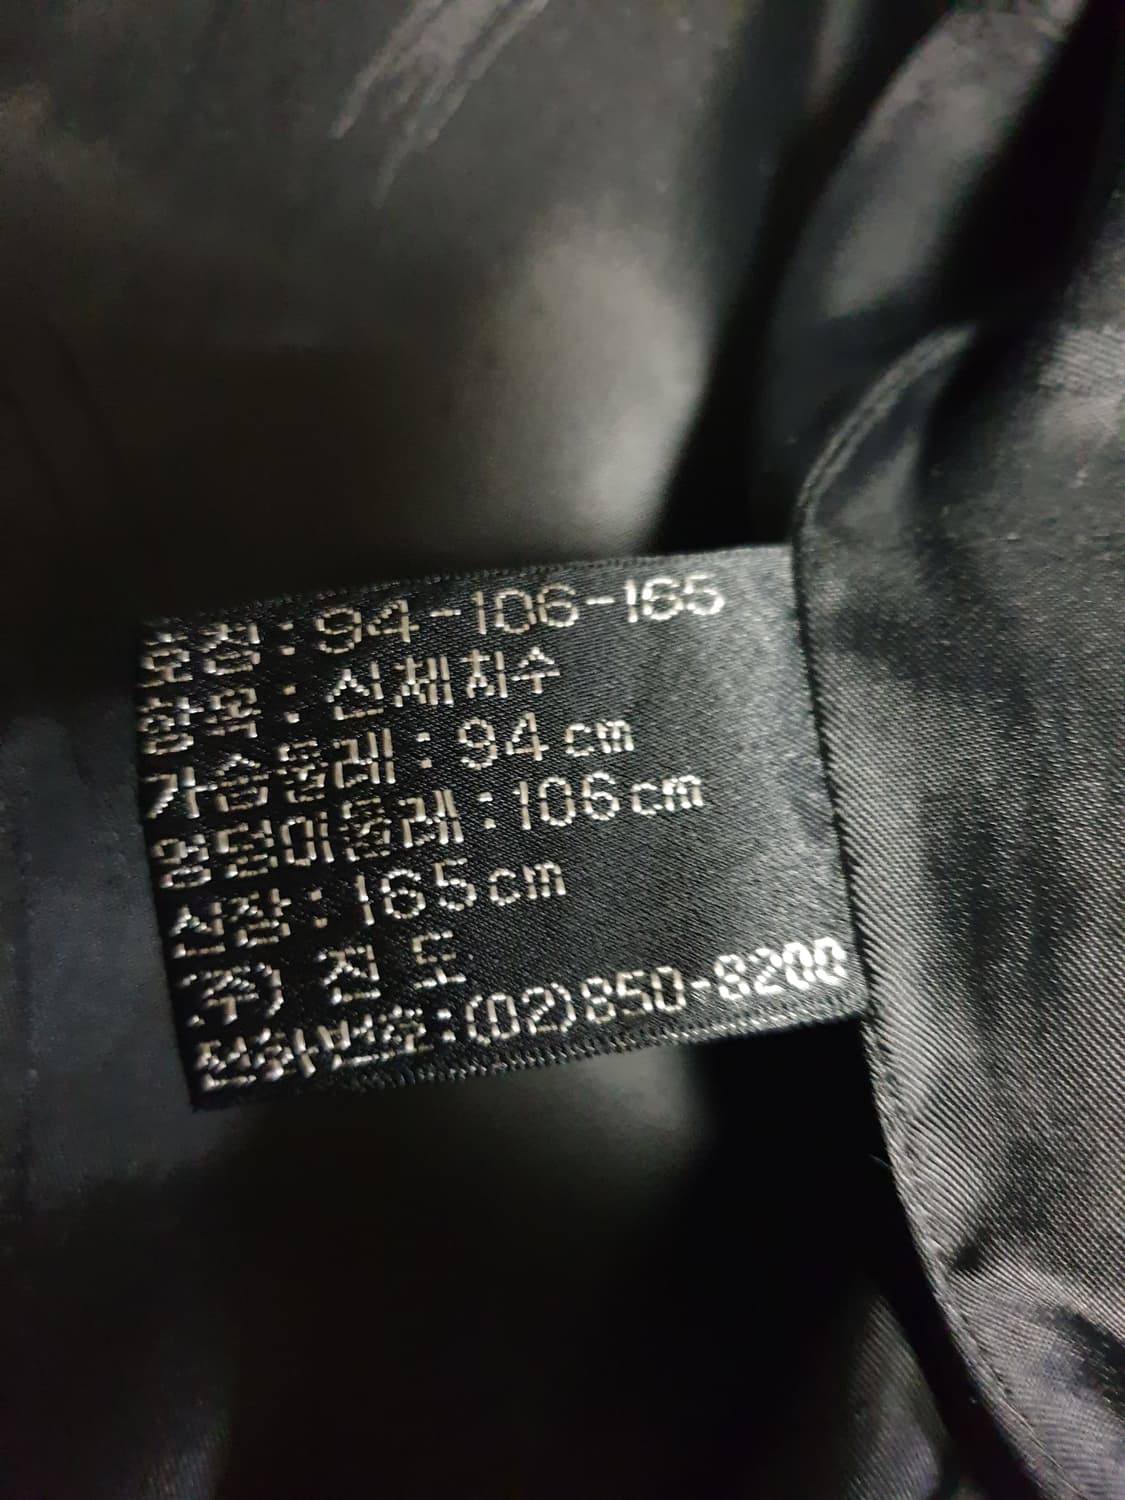 호칭:94-106-165
항목:신체치수
가슴둘레:94cm
엉덩이둘레:106cm
신장:165cm
(주) 진도
전화번호:(02)850-8200